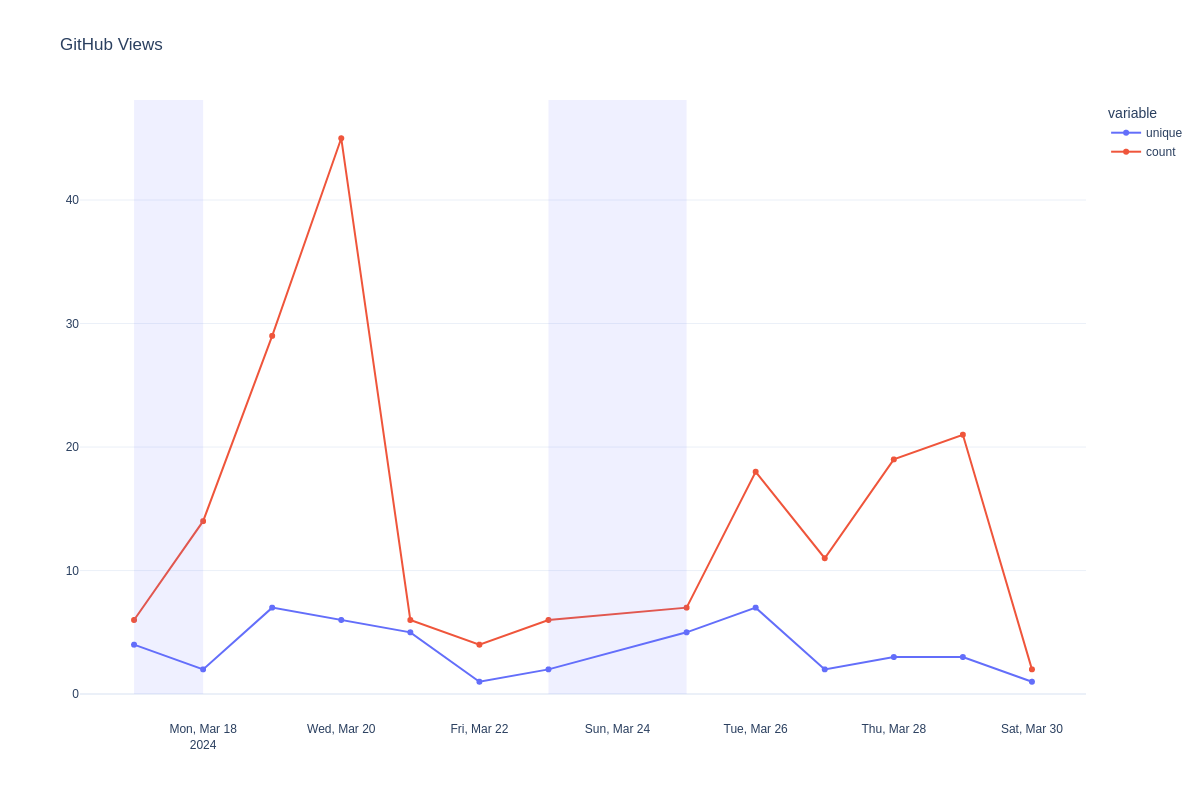 GitHub Views
variable
unique
count
40
30
20
10
0
Mon, Mar 18
2024
Wed, Mar 20
Fri, Mar 22
Sun, Mar 24
Tue, Mar 26
Thu, Mar 28
Sat, Mar 30